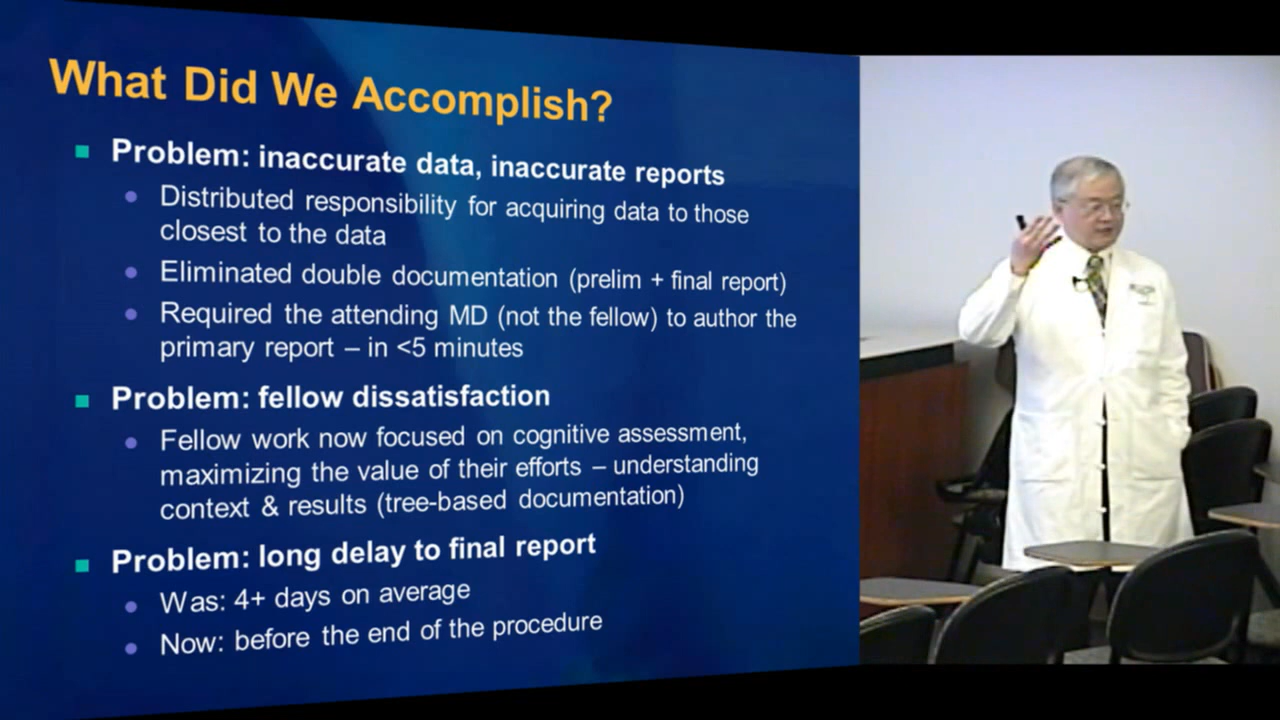 What Did We Accomplish?
Problem: inaccurate data, inaccurate reports
Distributed responsibility for acquiring data to those
closest to the data
Eliminated double documentation (prelim + final report)
Required the attending MD (not the fellow) to author the
primary report – in <5 minutes
Problem: fellow dissatisfaction
Fellow work now focused on cognitive assessment,
maximizing the value of their efforts – understanding
context & results (tree-based documentation)
Problem: long delay to final report
Was: 4+ days on average
Now: before the end of the procedure